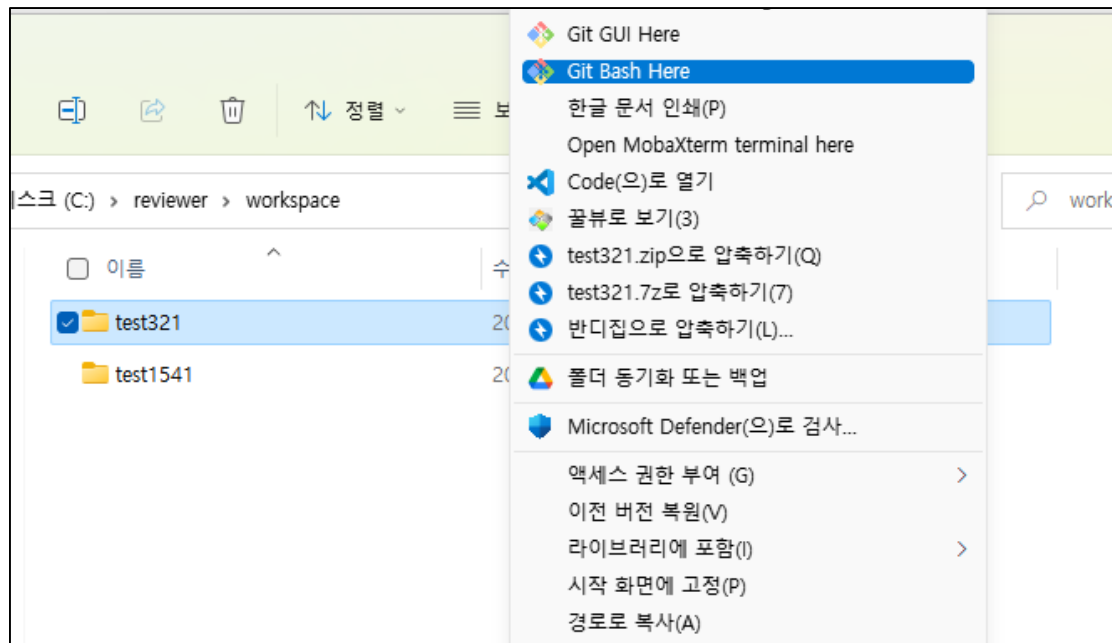 Git GUI Here
Git Bash Here
정렬
한글 문서 인쇄(P)
Open MobaXterm terminal here
(C:) > reviewer > workspace
Code(으)로 열기
work
꿀뷰로 보기(3)
이름
수
test321.zip으로 압축하기(Q)
test321.7z로 압축하기(7)
test321
20
반디집으로 압축하기(L)...
test1541
20
폴더 동기화 또는 백업
Microsoft Defender(으)로 검사...
액세스 권한 부여 (G)
이전 버전 복원(V)
라이브러리에 포함(I)
시작 화면에 고정(P)
경로로 복사(A)